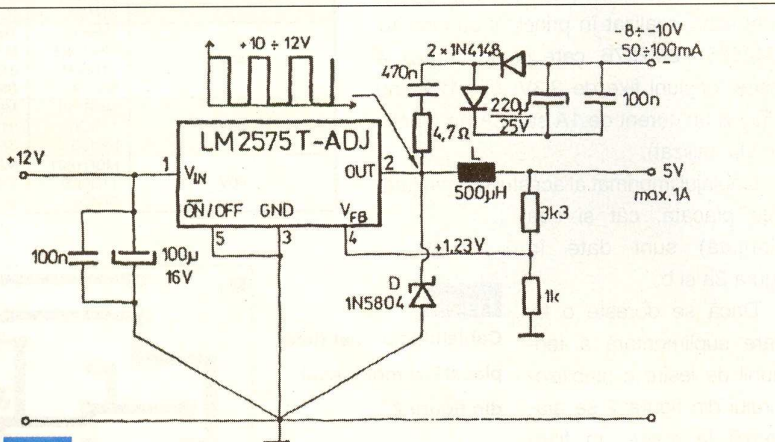 -8÷-10V
50÷100mA
-
2×1N4148
+10 ÷ 12V
470n
220µ
25V
100n
4,7Ω
LM2575T-ADJ
+12V
1
VIN
OUT
2
L
500µH
5V
max.1A
ON/OFF
GND
VFB
5
3
4
3k3
+1.23V
100n
100µ
16V
D
1N5804
1k